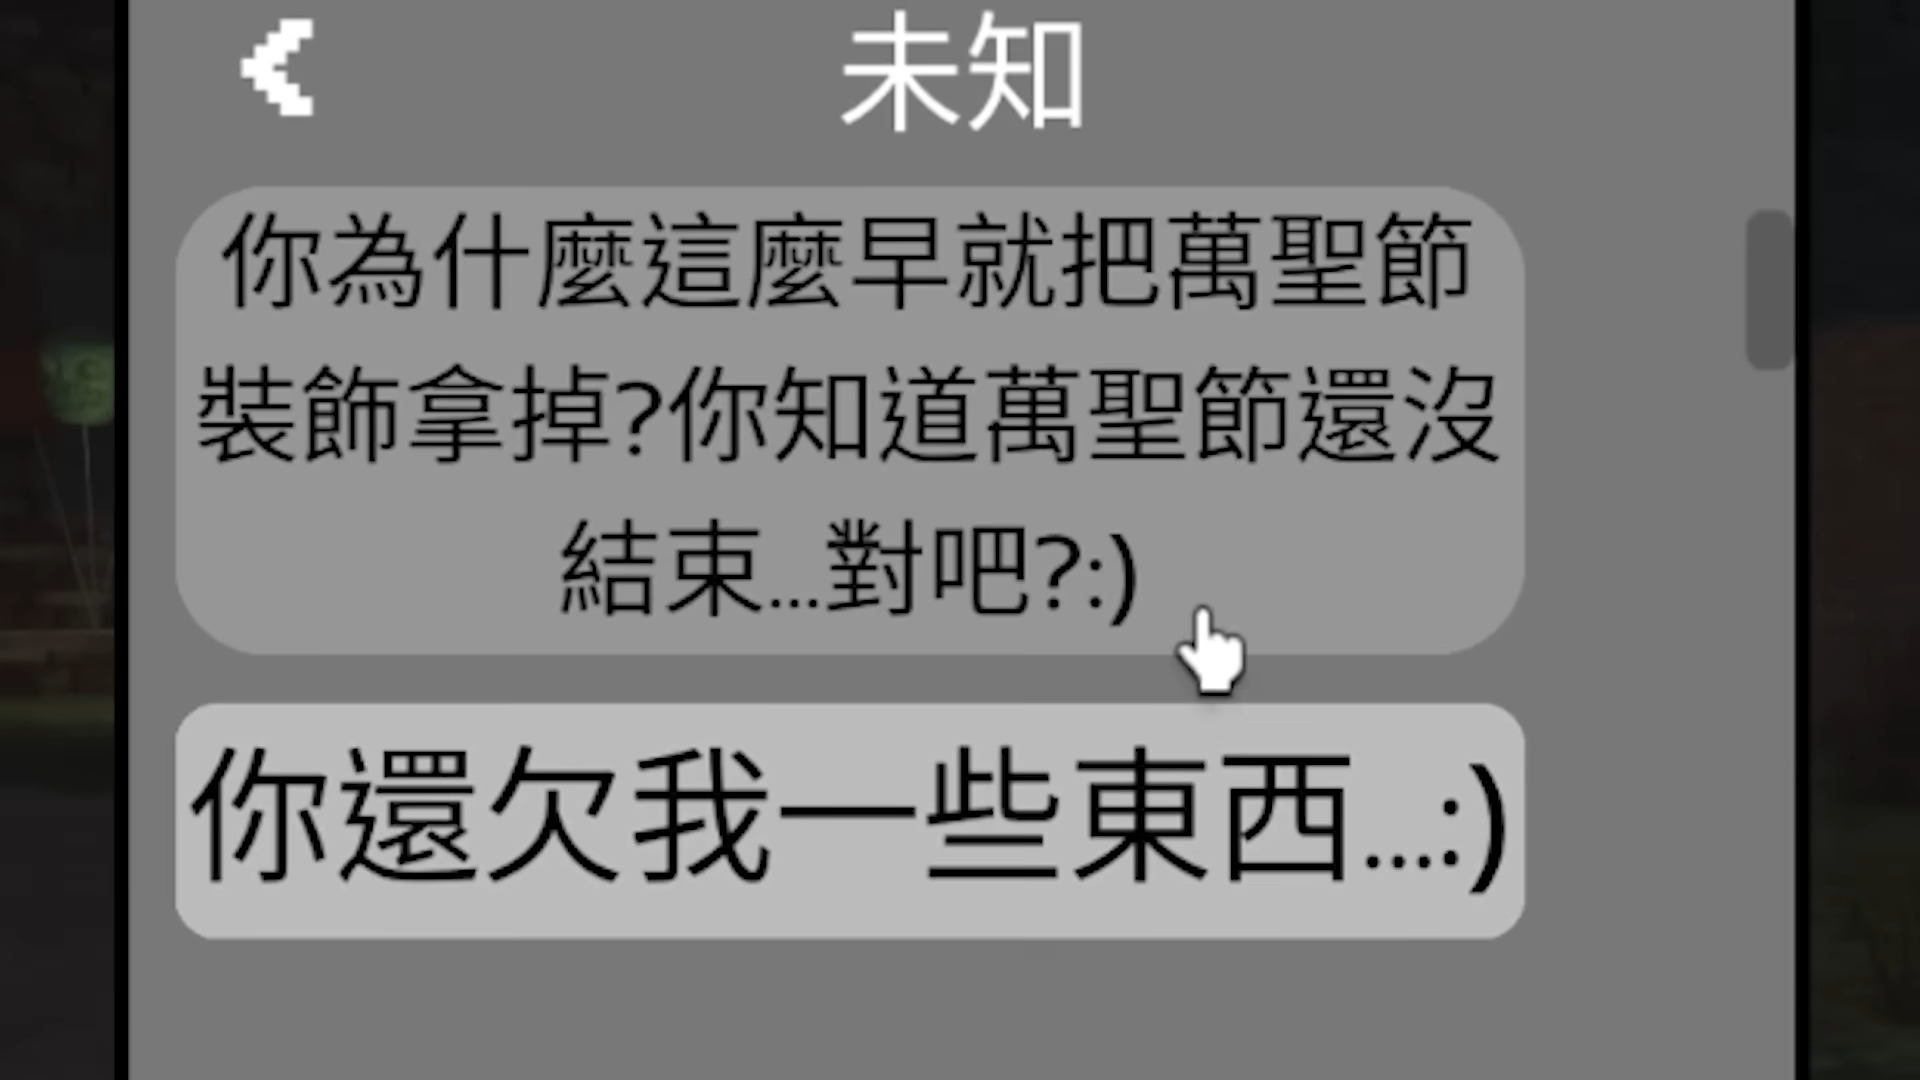 未知
你為什麼這麼早就把萬聖節
裝飾拿掉?你知道萬聖節還沒
結束...對吧?:)
你還欠我一些東西...:)